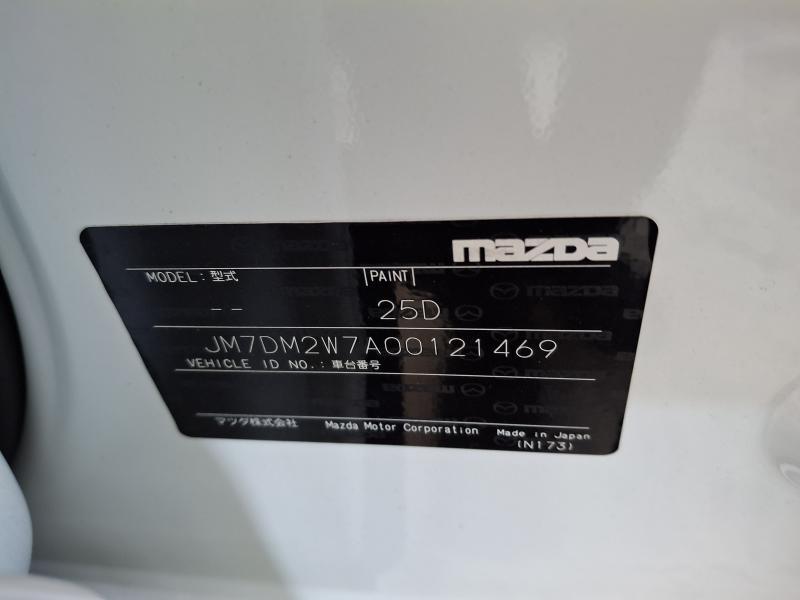 mazda
MODEL：型式 PAINT
-- 25D
JM7DM2W7A00121469
VEHICLE ID NO.：車台番号
マツダ株式会社 Mazda Motor Corporation Made in Japan
(N173)